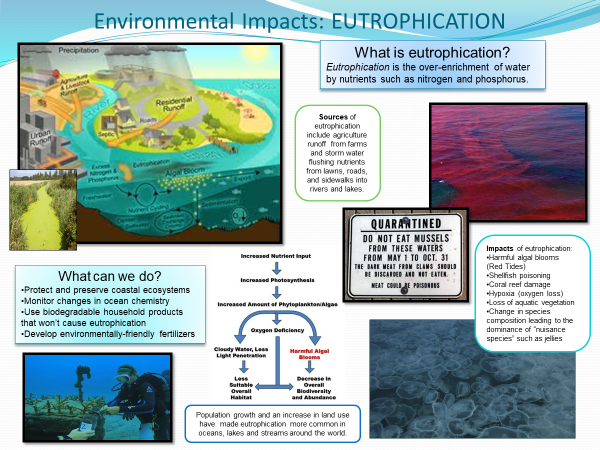 Environmental Impacts: EUTROPHICATION
What is eutrophication?
Eutrophication is the over-enrichment of water
by nutrients such as nitrogen and phosphorus.
Precipitation
Agriculture
& Livestock
Runoff
Residential
Runoff
Urban
Runoff
Septic
Roads
Excess
Nitrogen &
Phosphorus
Eutrophication
Algal Bloom
Freshwater
Nutrient Cycling
Sedimentation
Sources of
eutrophication
include agriculture
runoff from farms
and storm water
flushing nutrients
from lawns, roads,
and sidewalks into
rivers and lakes.
QUARANTINED
DO NOT EAT MUSSELS
FROM THESE WATERS
FROM MAY 1 TO OCT. 31
THE DARK MEAT FROM CLAMS SHOULD
BE DISCARDED AND NOT EATEN.
MEAT COULD BE POISONOUS
Impacts of eutrophication:
•Harmful algal blooms
(Red Tides)
•Shellfish poisoning
•Coral reef damage
•Hypoxia (oxygen loss)
•Loss of aquatic vegetation
•Change in species
composition leading to the
dominance of "nuisance
species" such as jellies
What can we do?
•Protect and preserve coastal ecosystems
•Monitor changes in ocean chemistry
•Use biodegradable household products
that won't cause eutrophication
•Develop environmentally-friendly fertilizers
Increased Nutrient Input
Increased Photosynthesis
Increased Amount of Phytoplankton/Algae
Oxygen Deficiency
Cloudy Water, Less
Light Penetration
Harmful Algal
Blooms
Less
Suitable
Overall
Habitat
Decrease in
Overall
Biodiversity
and Abundance
Population growth and an increase in land use
have made eutrophication more common in
oceans, lakes and streams around the world.